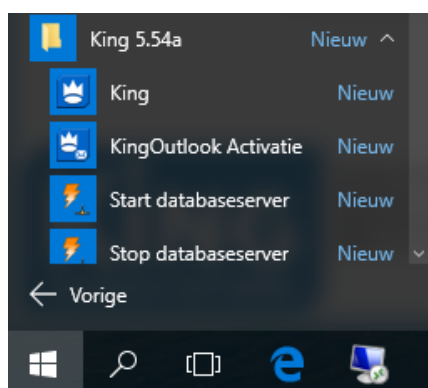 King 5.54a Nieuw
King Nieuw
KingOutlook Activatie Nieuw
Start databaseserver Nieuw
Stop databaseserver Nieuw
Vorige